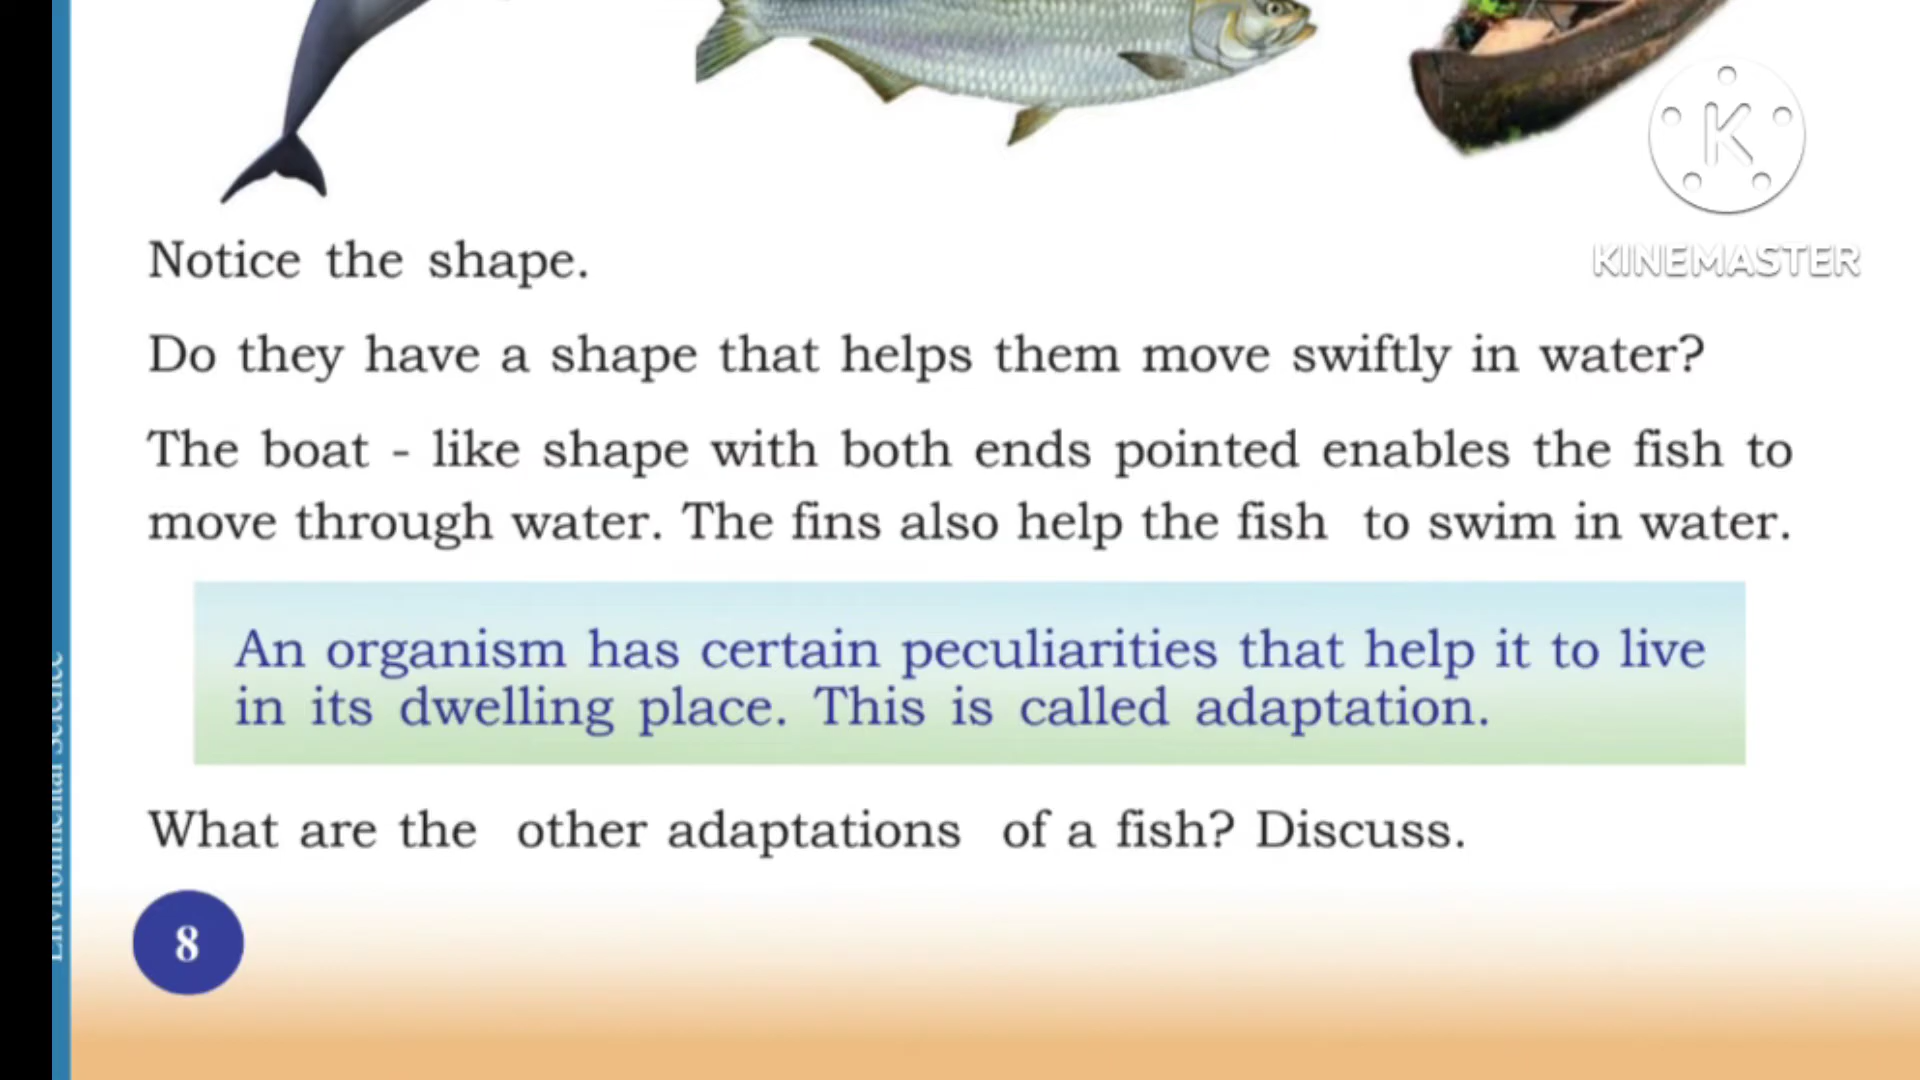 K
KINEMASTER
Notice the shape.
Do they have a shape that helps them move swiftly in water?
The boat - like shape with both ends pointed enables the fish to
move through water. The fins also help the fish to swim in water.
An organism has certain peculiarities that help it to live
in its dwelling place. This is called adaptation.
What are the other adaptations of a fish? Discuss.
Environmental Science
8